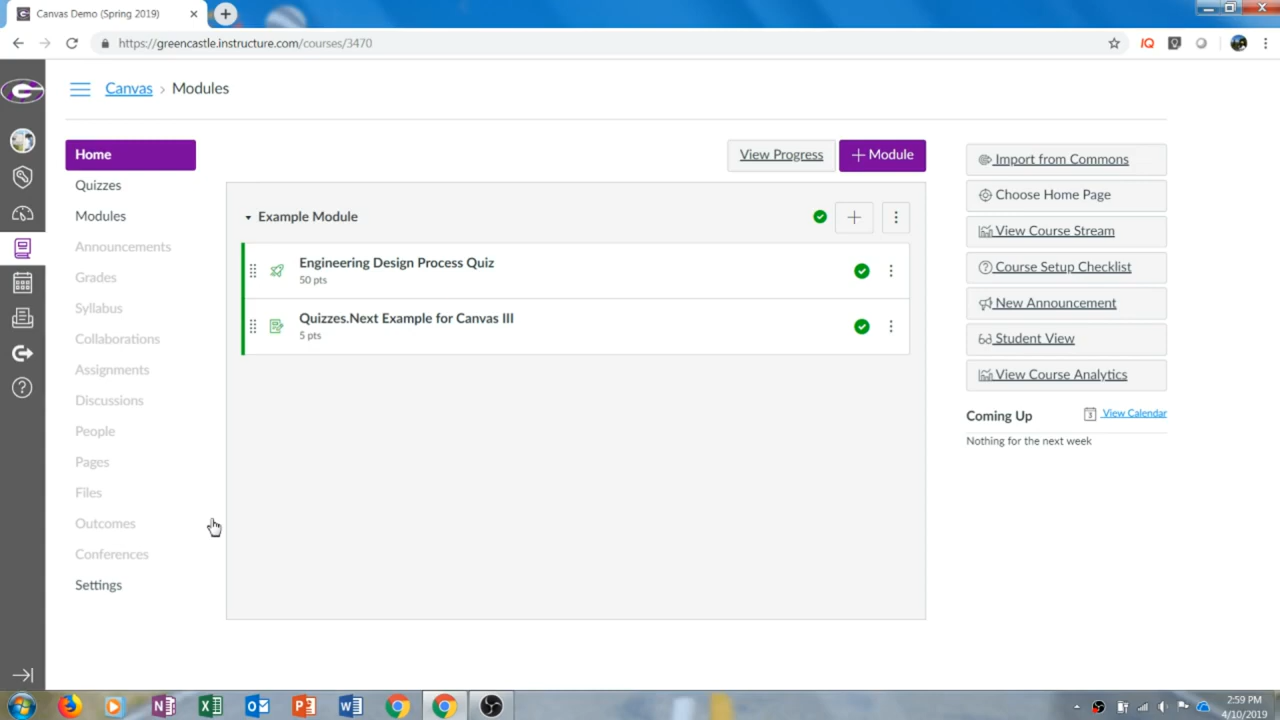 Canvas Demo (Spring 2019)
https://greencastle.instructure.com/courses/3470
IQ
Canvas > Modules
Home
View Progress
+ Module
Import from Commons
Quizzes
Choose Home Page
Modules
Example Module
View Course Stream
Announcements
Engineering Design Process Quiz
Course Setup Checklist
Grades
50 pts
New Announcement
Syllabus
Quizzes.Next Example for Canvas III
5 pts
Student View
Collaborations
Assignments
View Course Analytics
Discussions
Coming Up
3
View Calendar
People
Nothing for the next week
Pages
Files
Outcomes
Conferences
Settings
2:59 PM
4/10/2019